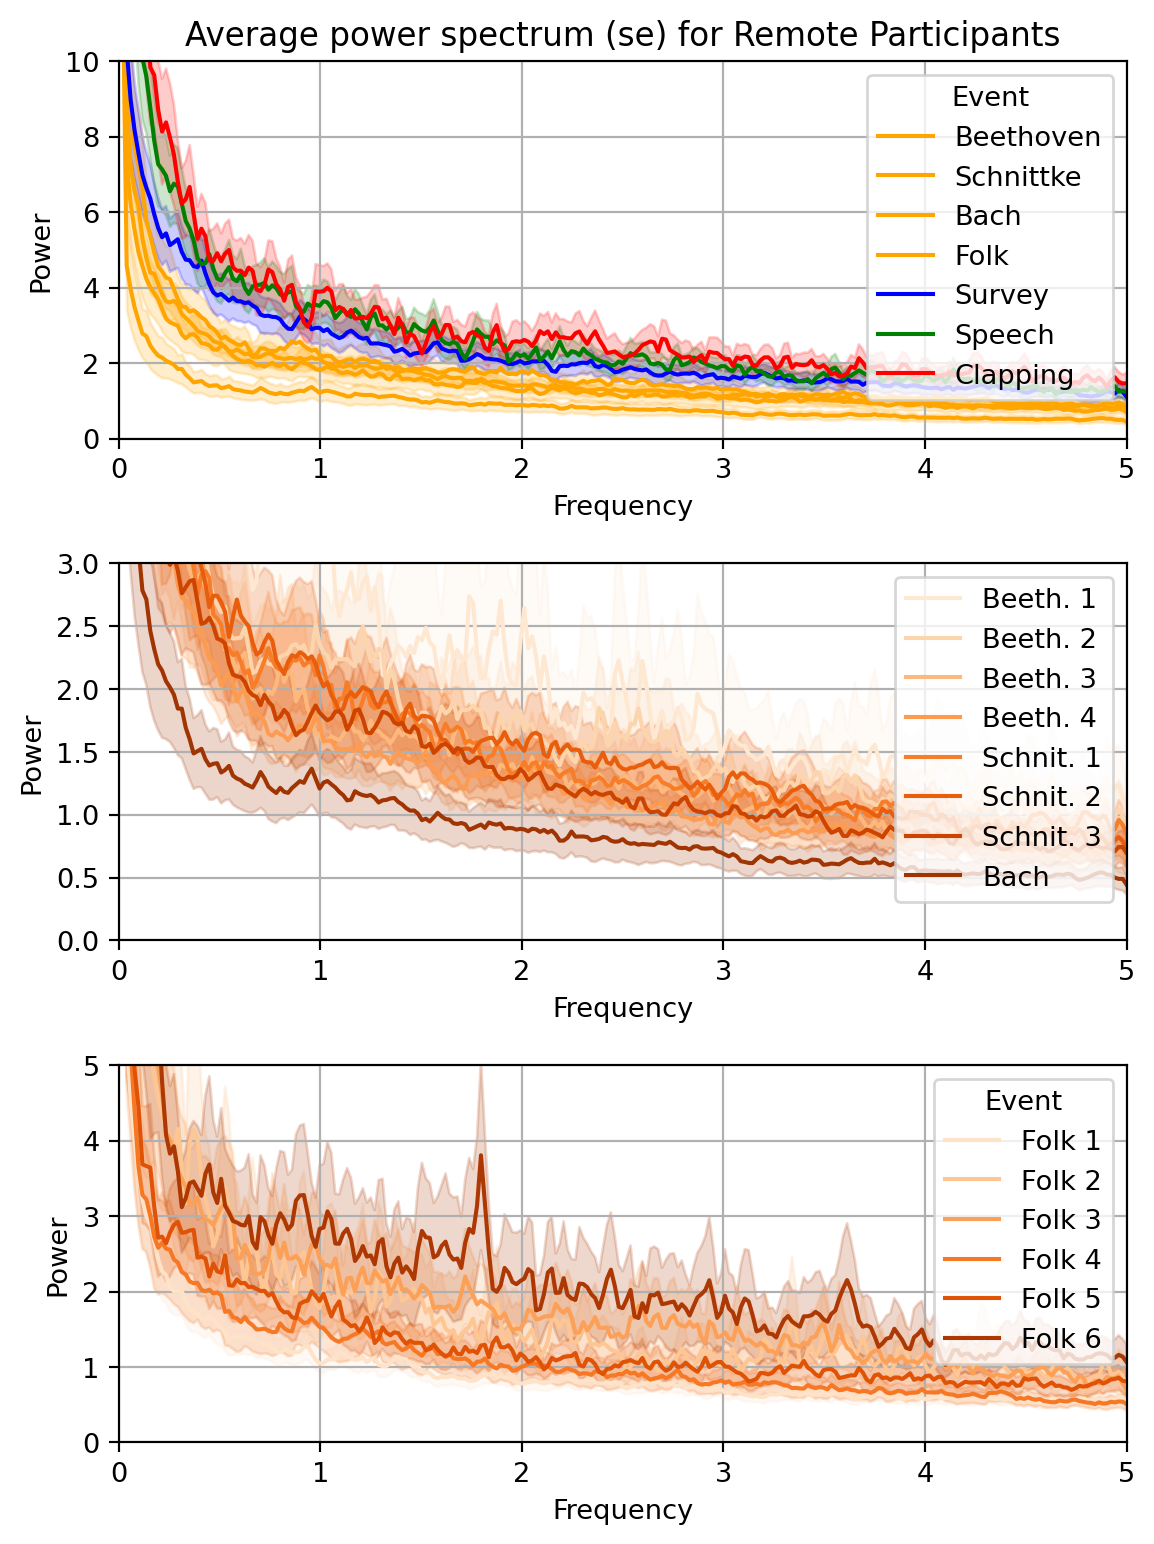 Average power spectrum (se) for Remote Participants
10
8
6
4
2
0
Power
0 1 2 3 4 5
Frequency
Event
Beethoven
Schnittke
Bach
Folk
Survey
Speech
Clapping
3.0
2.5
2.0
1.5
1.0
0.5
0.0
Power
0 1 2 3 4 5
Frequency
Beeth. 1
Beeth. 2
Beeth. 3
Beeth. 4
Schnit. 1
Schnit. 2
Schnit. 3
Bach
5
4
3
2
1
0
Power
0 1 2 3 4 5
Frequency
Event
Folk 1
Folk 2
Folk 3
Folk 4
Folk 5
Folk 6